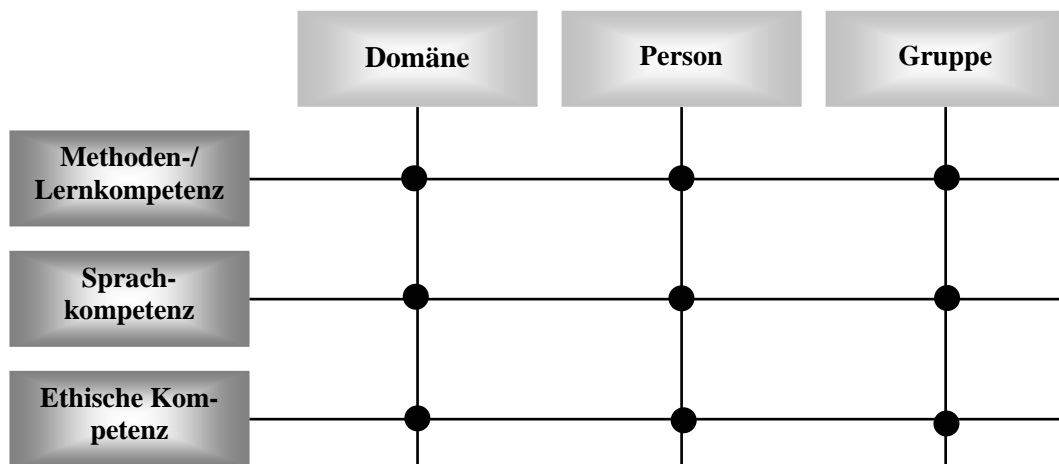 Domäne
Person
Gruppe
Methoden-/
Lernkompetenz
Sprach-
kompetenz
Ethische Kom-
petenz